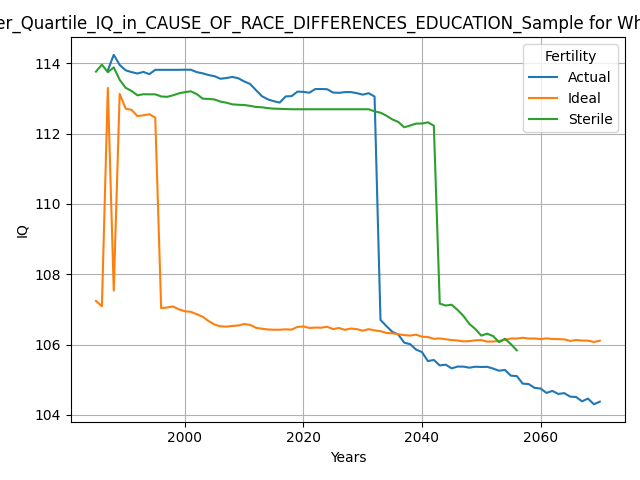 er_Quartile_IQ_in_CAUSE_OF_RACE_DIFFERENCES_EDUCATION_Sample for Wh
114
112
110
108
106
104
IQ
2000
2020
2040
2060
Years
Fertility
Actual
Ideal
Sterile